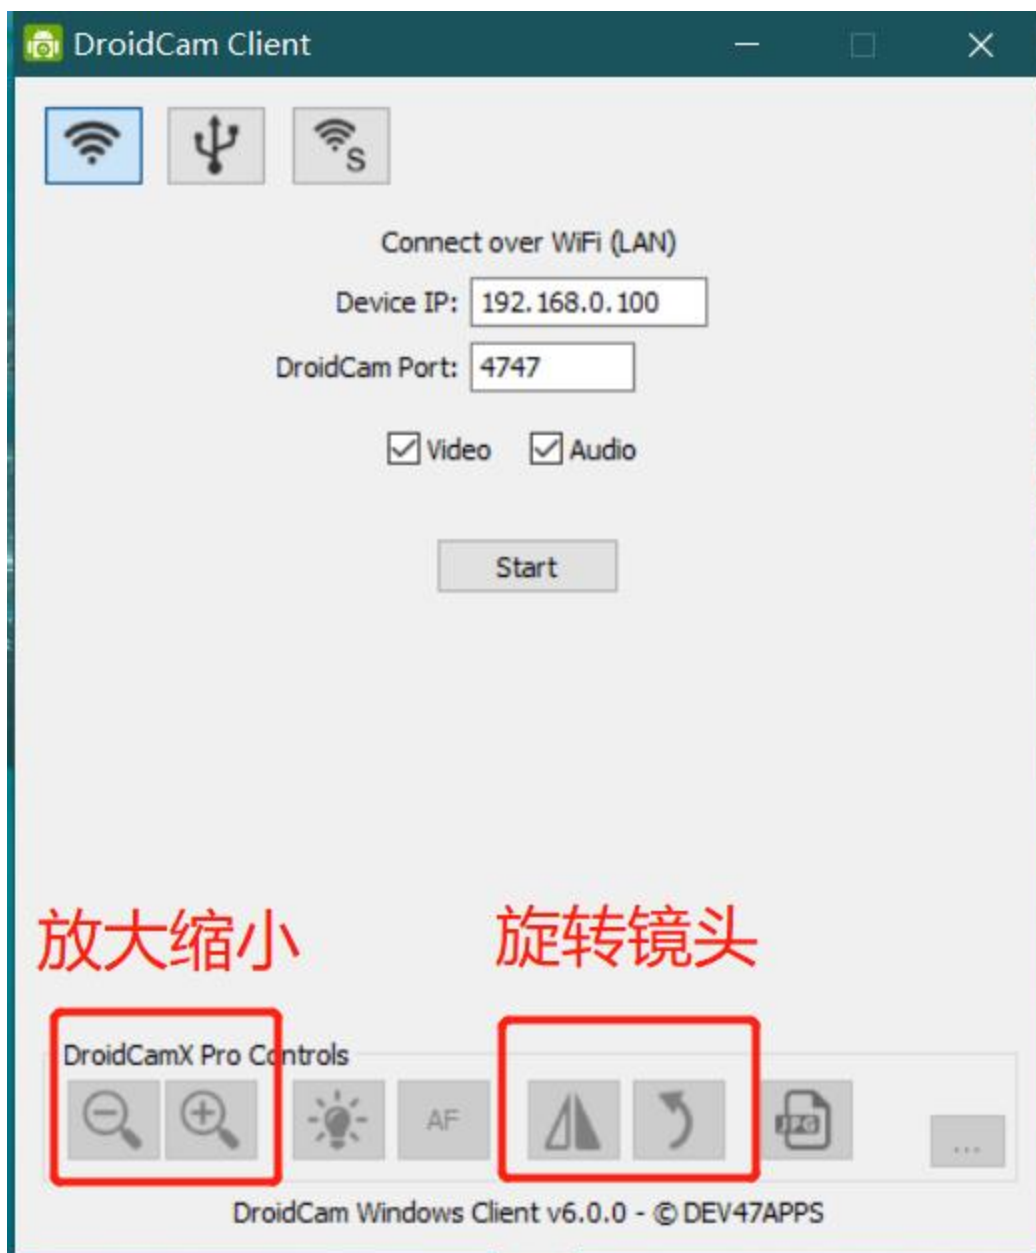 DroidCam Client
S
Connect over WiFi (LAN)
Device IP: 192.168.0.100
DroidCam Port: 4747
Video Audio
Start
放大缩小 旋转镜头
DroidCamX Pro Controls
AF JPG ...
DroidCam Windows Client v6.0.0 - © DEV47APPS